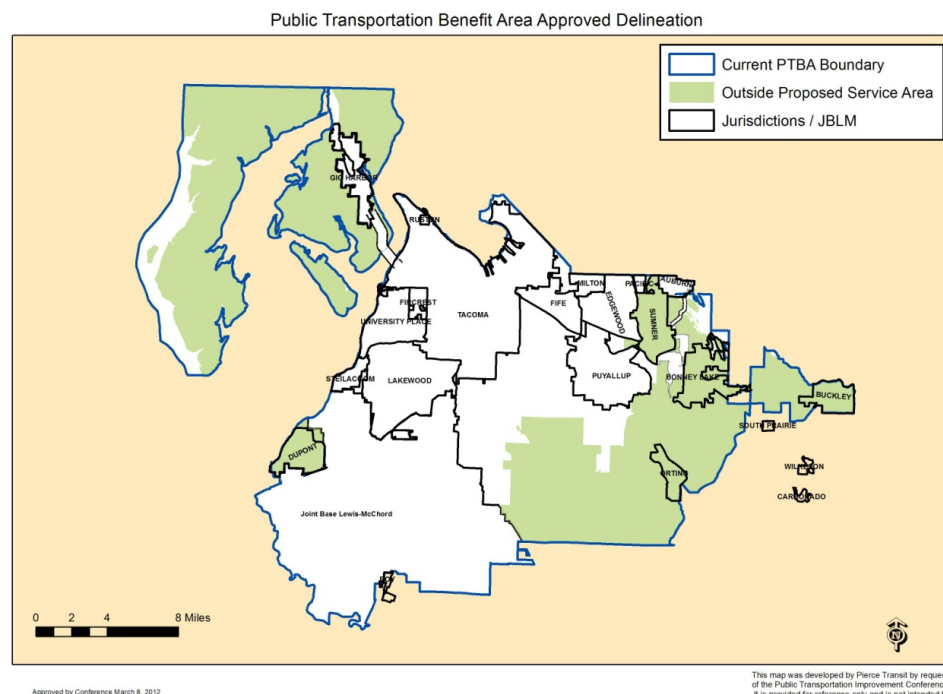 Public Transportation Benefit Area Approved Delineation
Current PTBA Boundary
Outside Proposed Service Area
Jurisdictions / JBLM
GIG HARBOR
RUSTON
MILTON
PACIFIC
AUBURN
FIRCREST
FIFE
EDGEWOOD
SUMNER
UNIVERSITY PLACE
TACOMA
STEILACOOM
LAKEWOOD
PUYALLUP
BONNEY LAKE
BUCKLEY
SOUTH PRAIRIE
DUPONT
WILKESON
ORTING
CARBONADO
Joint Base Lewis-McChord
ROY
0 2 4 8 Miles
N
Approved by Conference March 8, 2012
This map was developed by Pierce Transit by reque
of the Public Transportation Improvement Conferenc